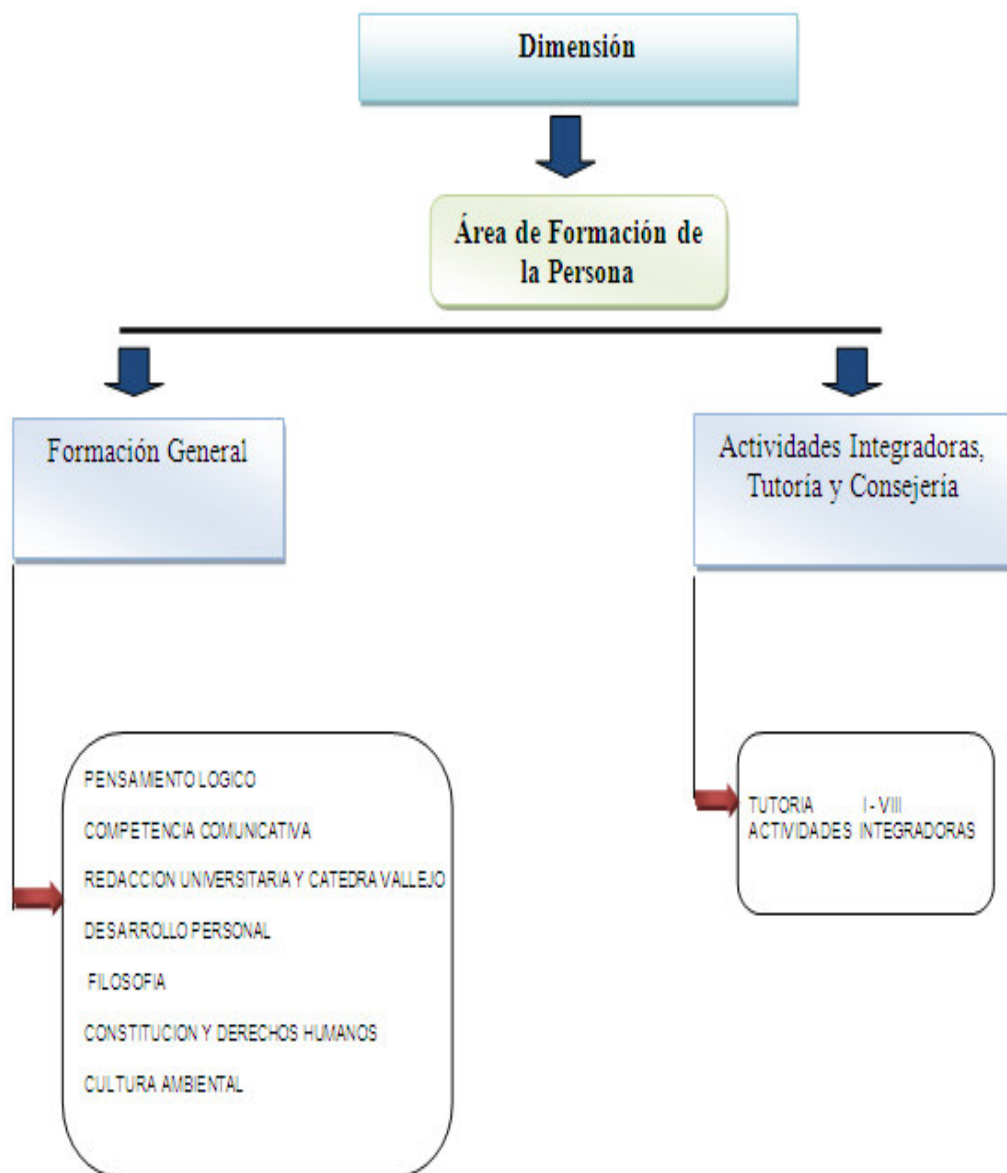 Dimensión
Área de Formación de
la Persona
Formación General
Actividades Integradoras,
Tutoría y Consejería
PENSAMIENTO LOGICO
COMPETENCIA COMUNICATIVA
REDACCION UNIVERSITARIA Y CATEDRA VALLEJO
DESARROLLO PERSONAL
FILOSOFIA
CONSTITUCION Y DERECHOS HUMANOS
CULTURA AMBIENTAL
TUTORIA I - VIII
ACTIVIDADES INTEGRADORAS